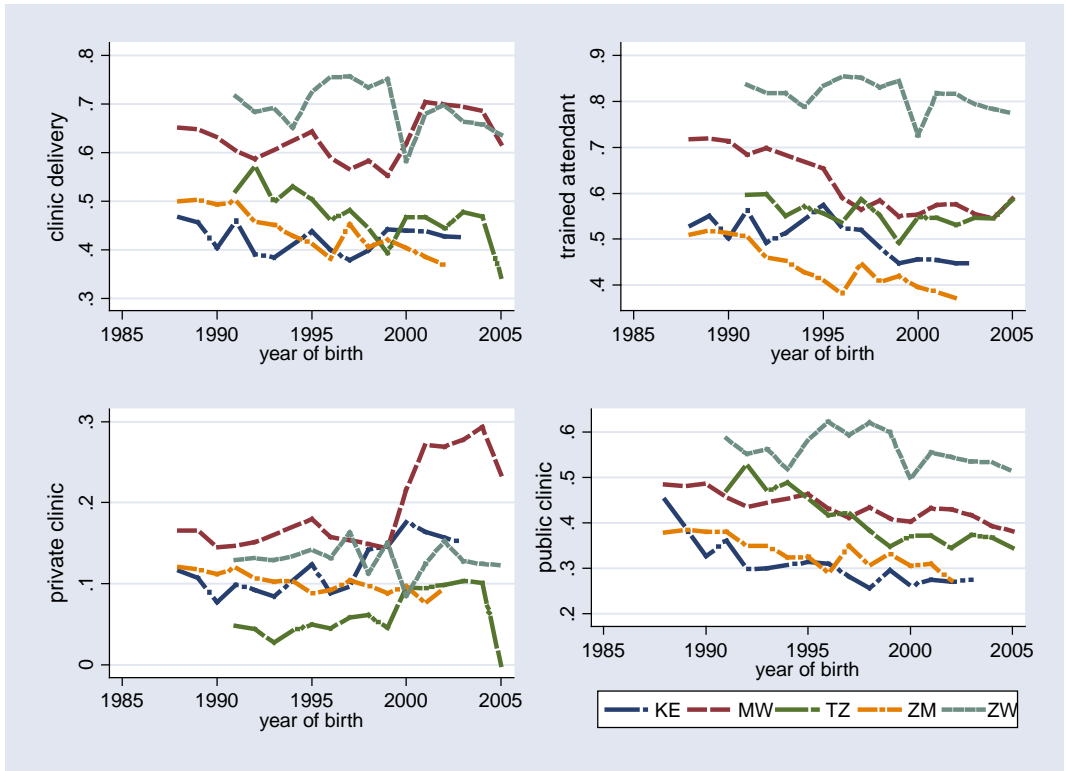 clinic delivery
.8
.7
.6
.5
.4
.3
1985 1990 1995 2000 2005
year of birth
trained attendant
.9
.8
.7
.6
.5
.4
1985 1990 1995 2000 2005
year of birth
private clinic
.3
.2
.1
0
1985 1990 1995 2000 2005
year of birth
public clinic
.6
.5
.4
.3
.2
1985 1990 1995 2000 2005
year of birth
KE MW TZ ZM ZW